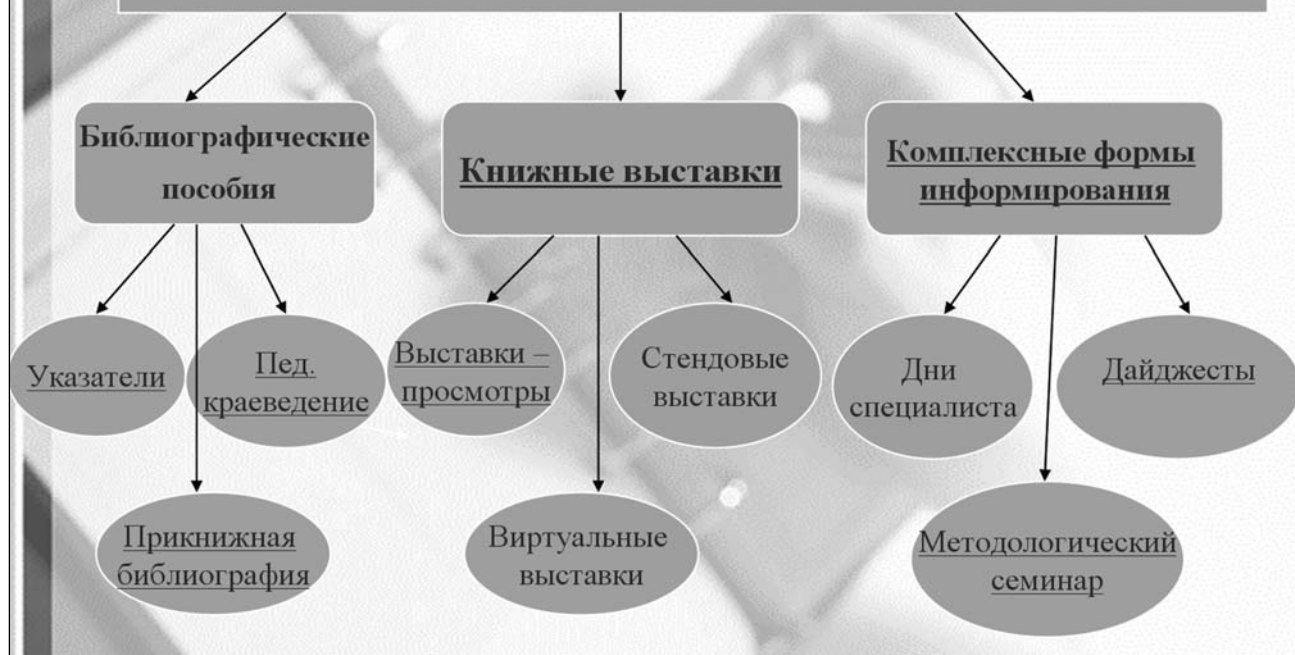 Библиографические
пособия
Книжные выставки
Комплексные формы
информирования
Указатели
Пед.
краеведение
Выставки –
просмотры
Стендовые
выставки
Дни
специалиста
Дайджесты
Прикнижная
библиография
Виртуальные
выставки
Методологический
семинар